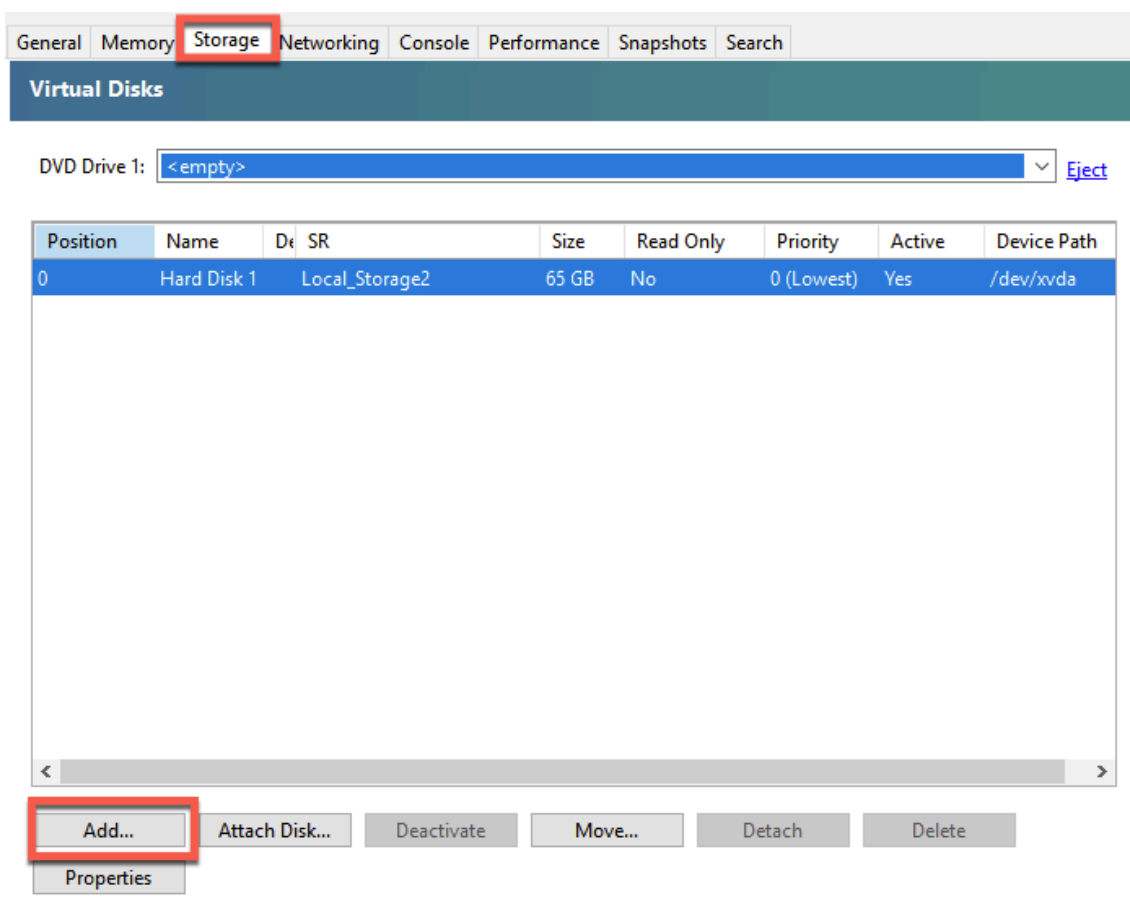 General Memory Storage Networking Console Performance Snapshots Search
Virtual Disks
DVD Drive 1: <empty> Eject
Position Name De SR Size Read Only Priority Active Device Path
0 Hard Disk 1 Local_Storage2 65 GB No 0 (Lowest) Yes /dev/xvda
Add... Attach Disk... Deactivate Move... Detach Delete
Properties